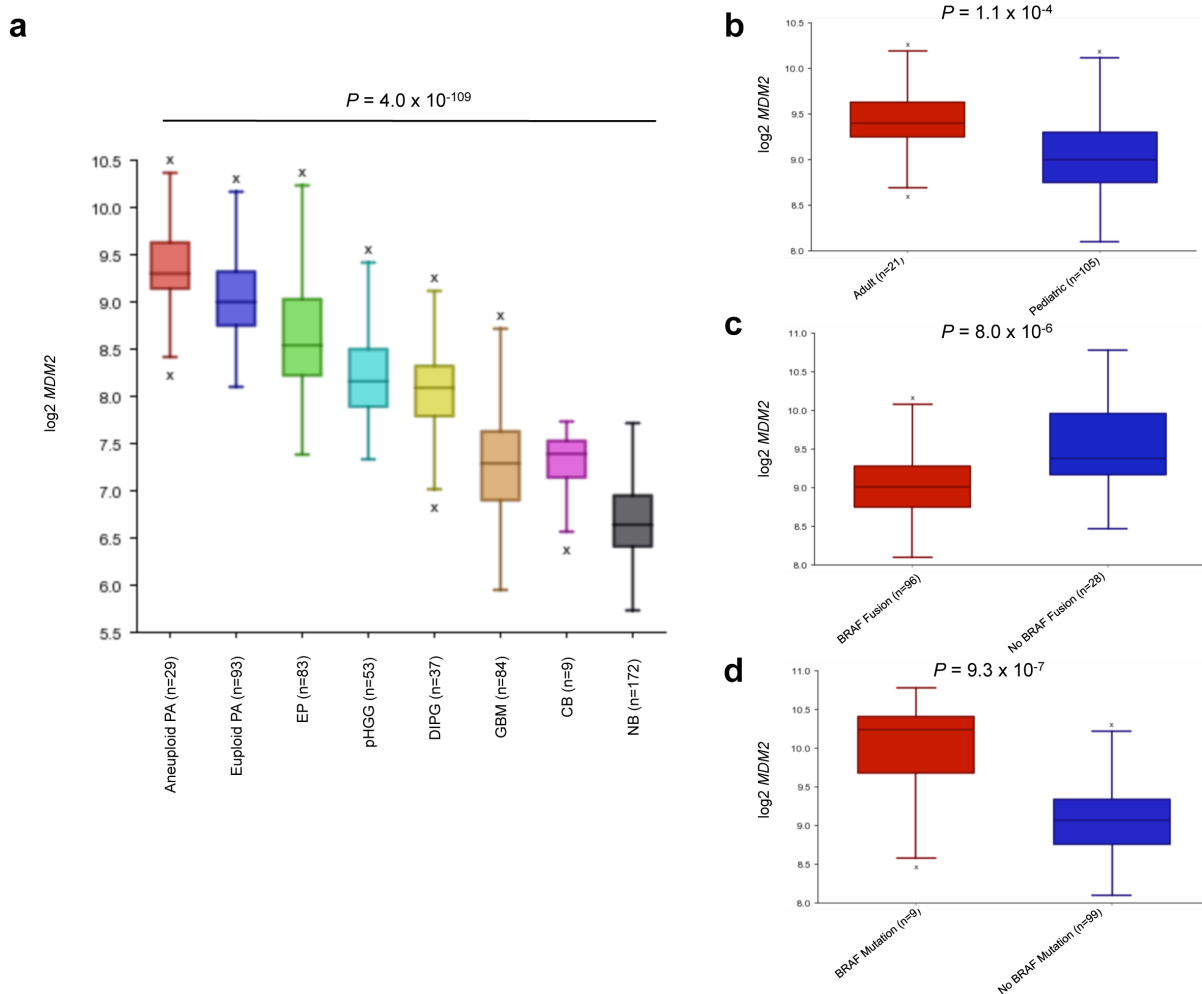 a
P = 4.0 x 10-109
log2 MDM2
10.5
10.0
9.5
9.0
8.5
8.0
7.5
7.0
6.5
6.0
5.5
x
x
x
x
x
x
x
x
x
x
Aneuploid PA (n=29)
Euploid PA (n=93)
EP (n=83)
pHGG (n=53)
DIPG (n=37)
GBM (n=84)
CB (n=9)
NB (n=172)
b
P = 1.1 x 10-4
log2 MDM2
10.5
10.0
9.5
9.0
8.5
8.0
x
x
x
Adult (n=21)
Pediatric (n=105)
c
P = 8.0 x 10-6
log2 MDM2
11.0
10.5
10.0
9.5
9.0
8.5
8.0
x
BRAF Fusion (n=96)
No BRAF Fusion (n=28)
d
P = 9.3 x 10-7
log2 MDM2
11.0
10.5
10.0
9.5
9.0
8.5
8.0
x
x
BRAF Mutation (n=9)
No BRAF Mutation (n=99)